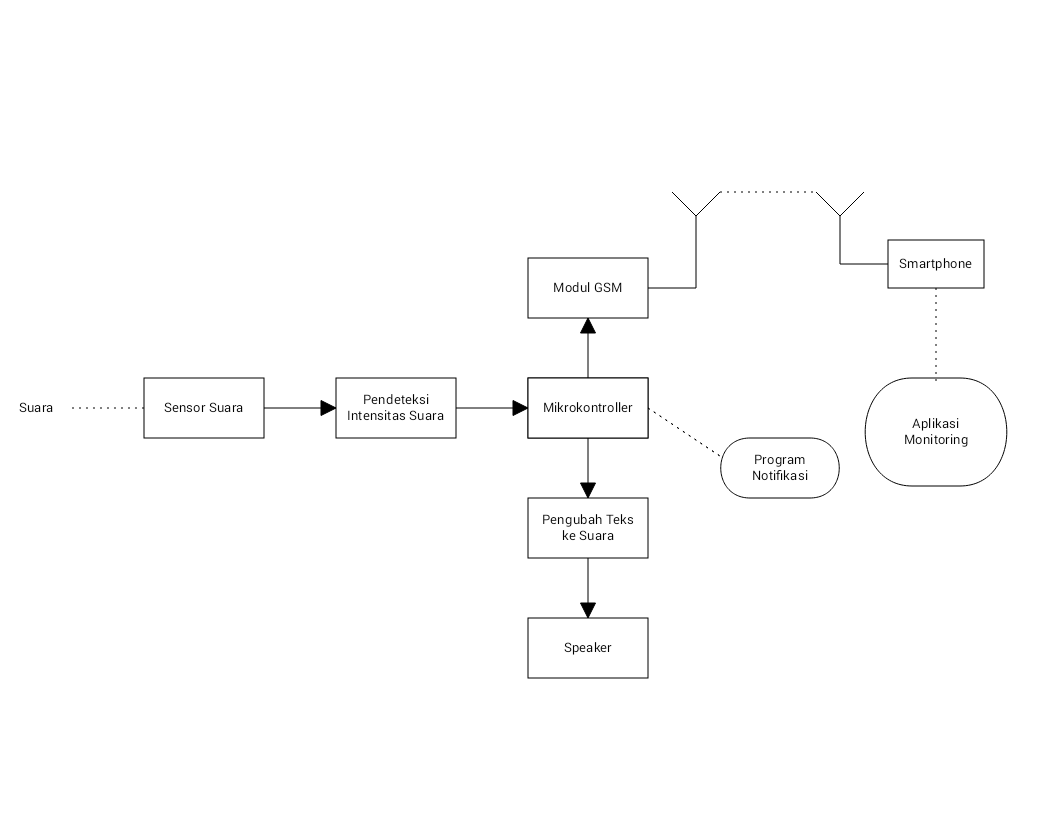 Smartphone
Modul GSM
Suara
Sensor Suara
Pendeteksi
Intensitas Suara
Mikrokontroller
Aplikasi
Monitoring
Program
Notifikasi
Pengubah Teks
ke Suara
Speaker